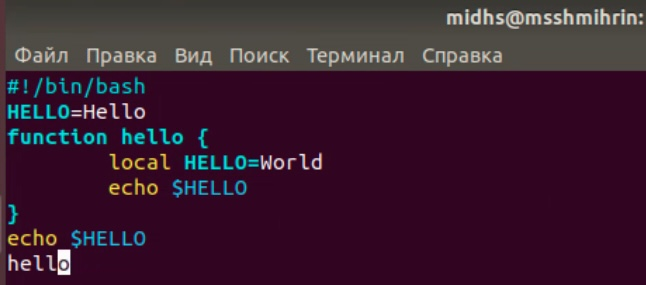 midhs@msshmihrin:
Файл Правка Вид Поиск Терминал Справка
#!/bin/bash
HELLO=Hello
function hello {
        local HELLO=World
        echo $HELLO
}
echo $HELLO
hello